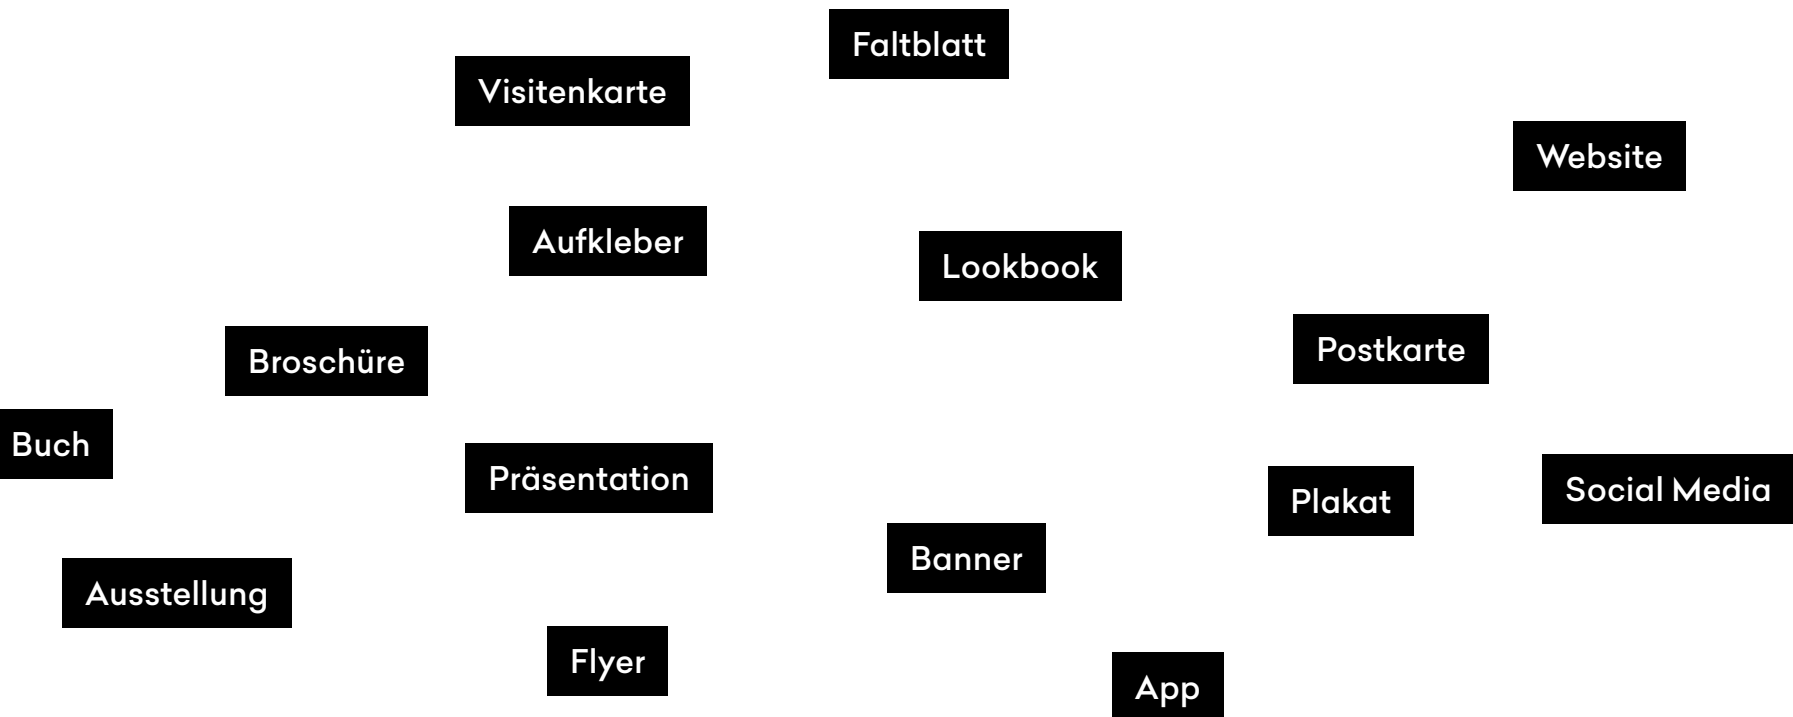 Faltblatt
Visitenkarte
Website
Aufkleber
Lookbook
Postkarte
Broschüre
Buch
Präsentation
Social Media
Plakat
Banner
Ausstellung
Flyer
App